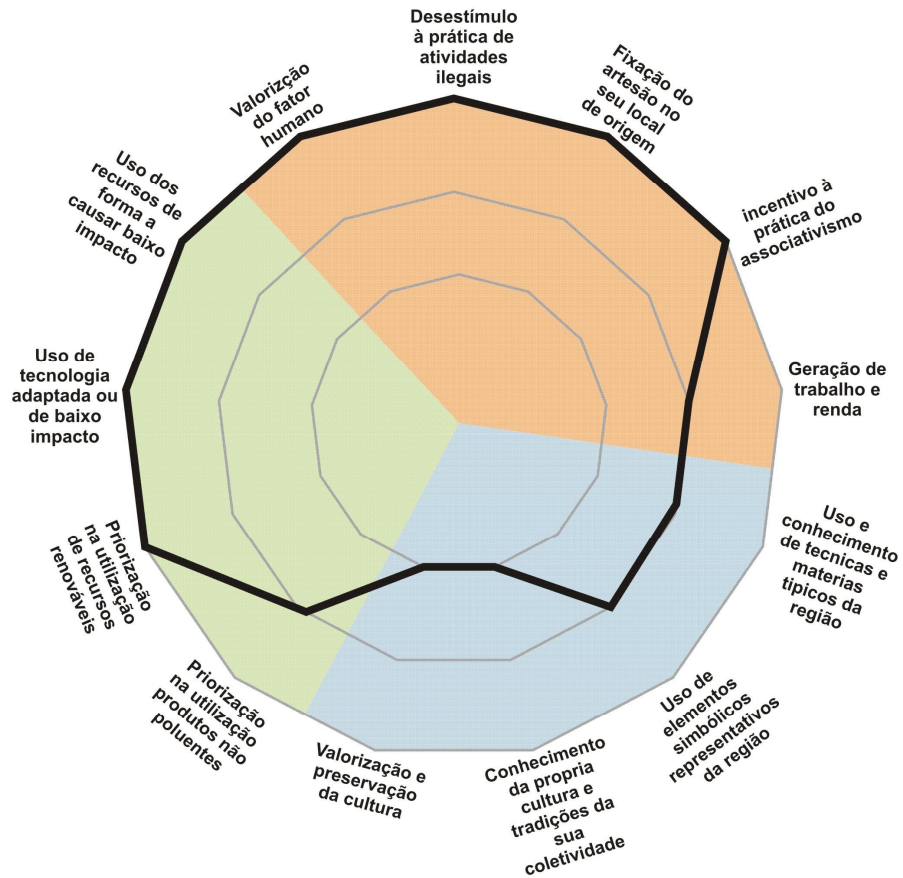 Desestímulo
à prática de
atividades
ilegais
Fixação do
artesão no
seu local
de origem
incentivo à
prática do
associativismo
Geração de
trabalho e
renda
Uso e
conhecimento
de tecnicas e
materias
tipicos da
região
Uso de
elementos
simbólicos
representativos
da região
Conhecimento
da propria
cultura e
tradições da
sua
coletividade
Valorização e
preservação
da cultura
Priorização
na utilização
produtos não
poluentes
Priorização
na utilização
de recursos
renováveis
Uso de
tecnologia
adaptada ou
de baixo
impacto
Uso dos
recursos de
forma a
causar baixo
impacto
Valorizção
do fator
humano